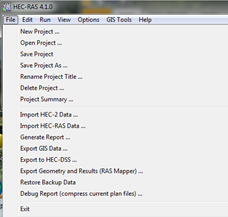 HEC-RAS 4.1.0
File Edit Run View Options GIS Tools Help
New Project ...
Open Project ...
Save Project
Save Project As ...
Rename Project Title ...
Delete Project ...
Project Summary ...
Import HEC-2 Data ...
Import HEC-RAS Data ...
Generate Report ...
Export GIS Data ...
Export to HEC-DSS ...
Export Geometry and Results (RAS Mapper) ...
Restore Backup Data
Debug Report (compress current plan files) ...
Exit